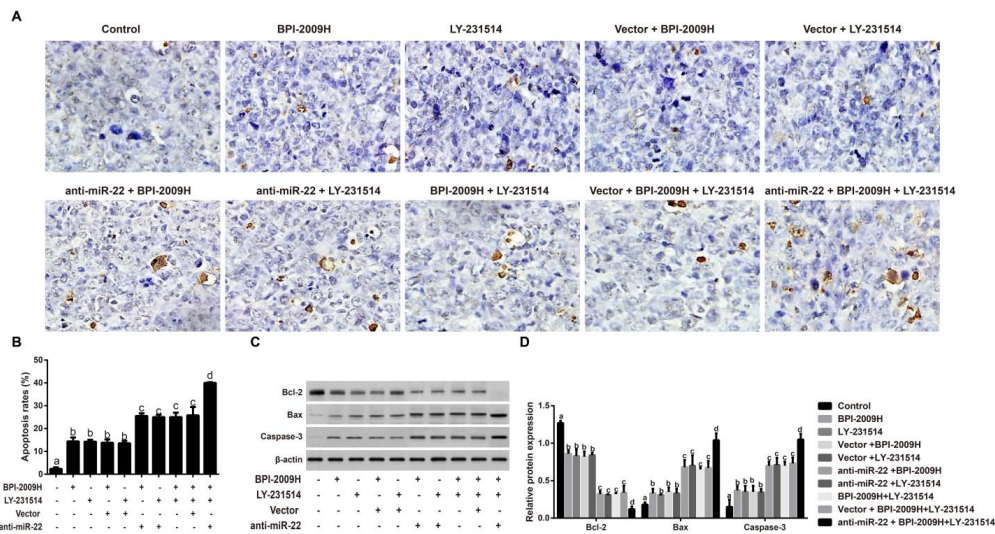 A
Control BPI-2009H LY-231514 Vector + BPI-2009H Vector + LY-231514
anti-miR-22 + BPI-2009H anti-miR-22 + LY-231514 BPI-2009H + LY-231514 Vector + BPI-2009H + LY-231514 anti-miR-22 + BPI-2009H + LY-231514
B
Apoptosis rates (%)
50
40
30
20
10
0
a b b b b c c c c d
BPI-2009H - + - + - + - + + +
LY-231514 - - + - + - + + + +
Vector - - - + + - - - + -
anti-miR-22 - - - - - + + - - +
C
Bcl-2
Bax
Caspase-3
β-actin
BPI-2009H - + - + - + - + + +
LY-231514 - - + - + - + + + +
Vector - - - + + - - - + -
anti-miR-22 - - - - - + + - - +
D
Relative protein expression
1.5
1.0
0.5
0.0
a b b b b c c c c d
a b b b b c c c c d
a b b b b c c c c d
Bcl-2 Bax Caspase-3
Control
BPI-2009H
LY-231514
Vector +BPI-2009H
Vector +LY-231514
anti-miR-22 +BPI-2009H
anti-miR-22 +LY-231514
BPI-2009H+LY-231514
Vector + BPI-2009H+LY-231514
anti-miR-22 + BPI-2009H+LY-231514